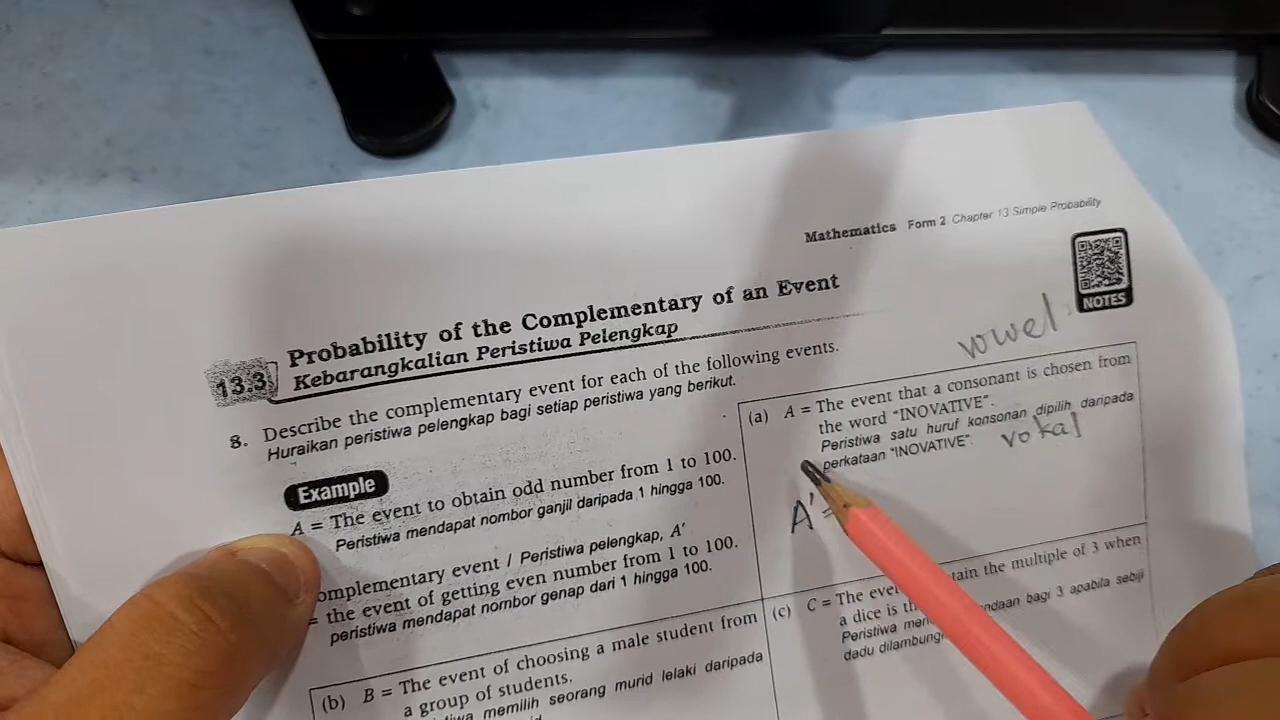 Mathematics Form 2 Chapter 13 Simple Probability
NOTES
13.3
Probability of the Complementary of an Event
Kebarangkalian Peristiwa Pelengkap
8. Describe the complementary event for each of the following events.
Huraikan peristiwa pelengkap bagi setiap peristiwa yang berikut.
Example
A = The event to obtain odd number from 1 to 100.
Peristiwa mendapat nombor ganjil daripada 1 hingga 100.
omplementary event / Peristiwa pelengkap, A'
= the event of getting even number from 1 to 100.
peristiwa mendapat nombor genap dari 1 hingga 100.
vowel
(a) A = The event that a consonant is chosen from
the word "INOVATIVE".
Peristiwa satu huruf konsonan dipilih daripada
perkataan "INOVATIVE".
vokal
A' =
(b) B = The event of choosing a male student from
a group of students.
memilih seorang murid lelaki daripada
(c) C = The tain the multiple of 3 when
a dice is
Peristiwa bagi 3 apabila sebiji
dadu